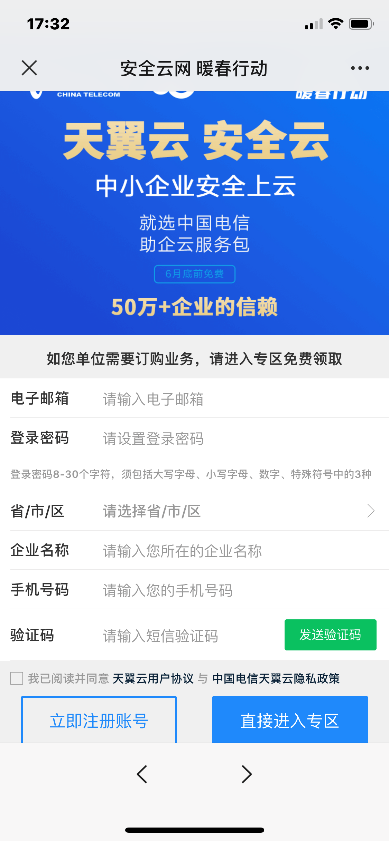 17:32
安全云网 暖春行动
CHINA TELECOM
暖春行动
天翼云 安全云
中小企业安全上云
就选中国电信
助企云服务包
6月底前免费
50万+企业的信赖
如您单位需要订购业务，请进入专区免费领取
电子邮箱 请输入电子邮箱
登录密码 请设置登录密码
登录密码8-30个字符，须包括大写字母、小写字母、数字、特殊符号中的3种
省/市/区 请选择省/市/区
企业名称 请输入您所在的企业名称
手机号码 请输入您的手机号码
验证码 请输入短信验证码 发送验证码
我已阅读并同意 天翼云用户协议 与 中国电信天翼云隐私政策
立即注册账号 直接进入专区